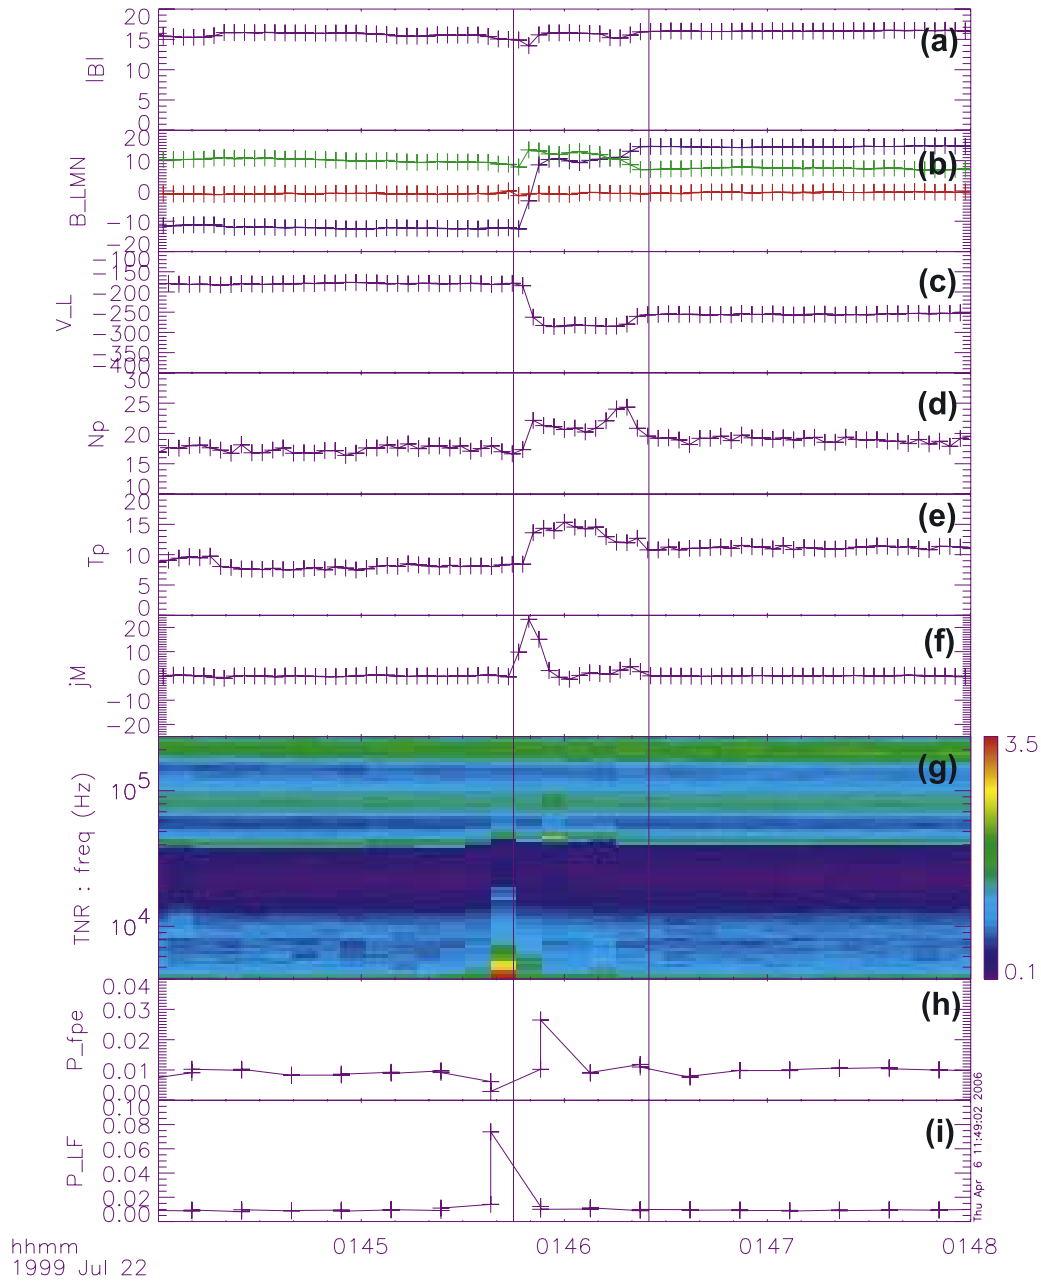 20
15
10
5
0
|B|
(a)
20
10
0
-10
-20
B_LMN
(b)
-100
-150
-200
-250
-300
-350
-400
V_L
(c)
30
25
20
15
10
Np
(d)
20
15
10
5
0
Tp
(e)
20
10
0
-10
-20
jM
(f)
10^5
10^4
TNR : freq (Hz)
(g)
3.5
0.1
0.04
0.03
0.02
0.01
0.00
P_fpe
(h)
0.10
0.08
0.06
0.04
0.02
0.00
P_LF
(i)
Thu Apr 6 11:49:02 2006
hhmm 0145 0146 0147 0148
1999 Jul 22